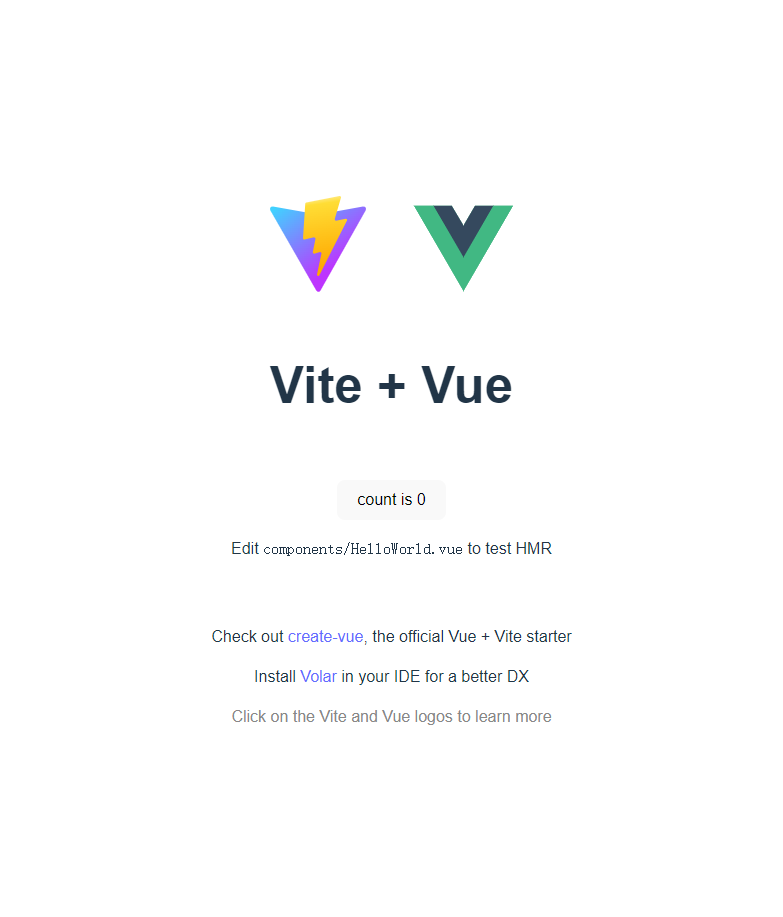 Vite + Vue
count is 0
Edit components/HelloWorld.vue to test HMR
Check out create-vue, the official Vue + Vite starter
Install Volar in your IDE for a better DX
Click on the Vite and Vue logos to learn more